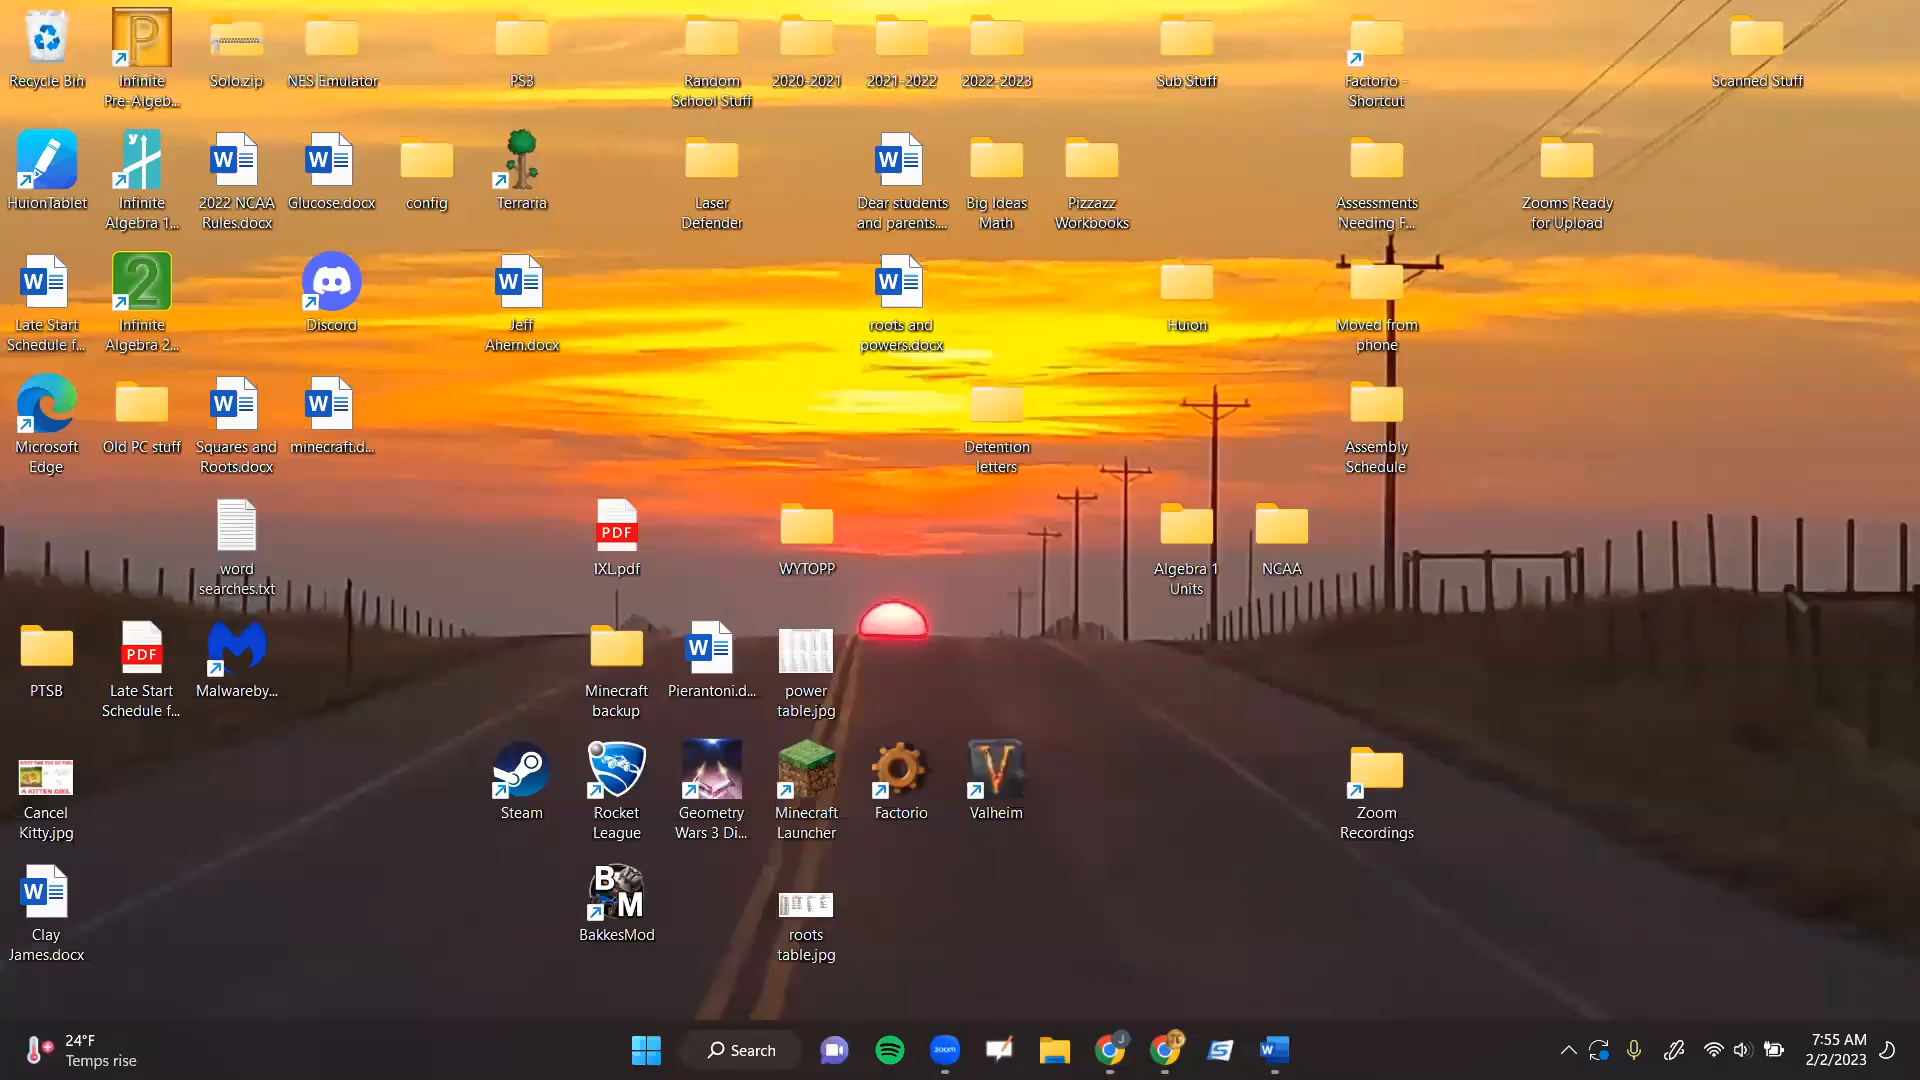 Recycle Bin
Infinite
Pre-Algeb...
Solo.zip
NES Emulator
PS3
Random
School Stuff
2020-2021
2021-2022
2022-2023
Sub Stuff
Factorio -
Shortcut
Scanned Stuff
HuionTablet
Infinite
Algebra 1...
2022 NCAA
Rules.docx
Glucose.docx
config
Terraria
Laser
Defender
Dear students
and parents....
Big Ideas
Math
Pizzazz
Workbooks
Assessments
Needing F...
Zooms Ready
for Upload
Late Start
Schedule f...
Infinite
Algebra 2...
Discord
Jeff
Ahern.docx
roots and
powers.docx
Huion
Moved from
phone
Microsoft
Edge
Old PC stuff
Squares and
Roots.docx
minecraft.d...
Detention
letters
Assembly
Schedule
word
searches.txt
PDF
IXL.pdf
WYTOPP
Algebra 1
Units
NCAA
PTSB
PDF
Late Start
Schedule f...
Malwareby...
Minecraft
backup
Pierantoni.d...
power
table.jpg
Cancel
Kitty.jpg
Steam
Rocket
League
Geometry
Wars 3 Di...
Minecraft
Launcher
Factorio
Valheim
Zoom
Recordings
Clay
James.docx
BM
BakkesMod
roots
table.jpg
24°F
Temps rise
Search
zoom
7:55 AM
2/2/2023